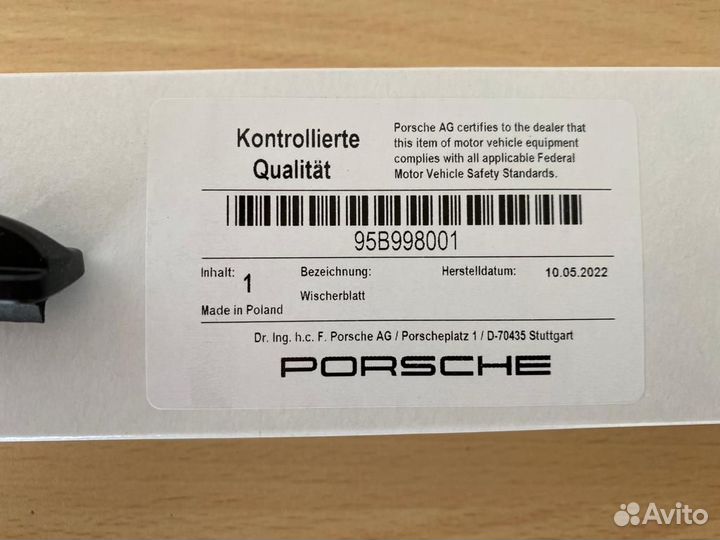 Kontrollierte
Qualität
Porsche AG certifies to the dealer that
this item of motor vehicle equipment
complies with all applicable Federal
Motor Vehicle Safety Standards.
95B998001
Inhalt: 1 Bezeichnung: Herstelldatum: 10.05.2022
Wischerblatt
Made in Poland
Dr. Ing. h.c. F. Porsche AG / Porscheplatz 1 / D-70435 Stuttgart
PORSCHE
Avito